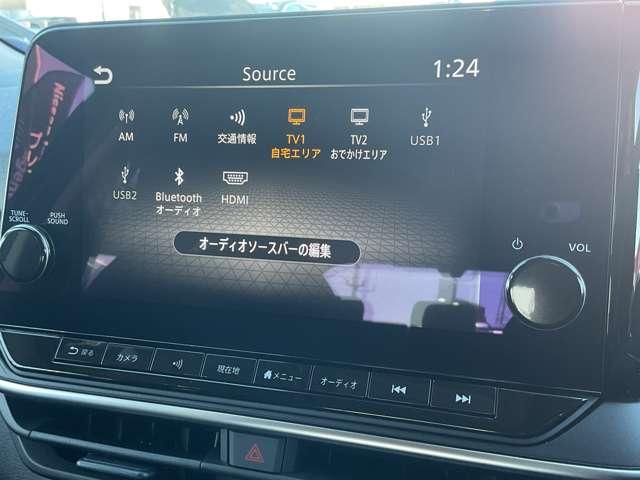 Source
1:24
AM
FM
交通情報
TV1
自宅エリア
TV2
おでかけエリア
USB1
USB2
Bluetooth
オーディオ
HDMI
オーディオソースバーの編集
TUNE·
SCROLL
PUSH
SOUND
VOL
戻る
カメラ
現在地
メニュー
オーディオ